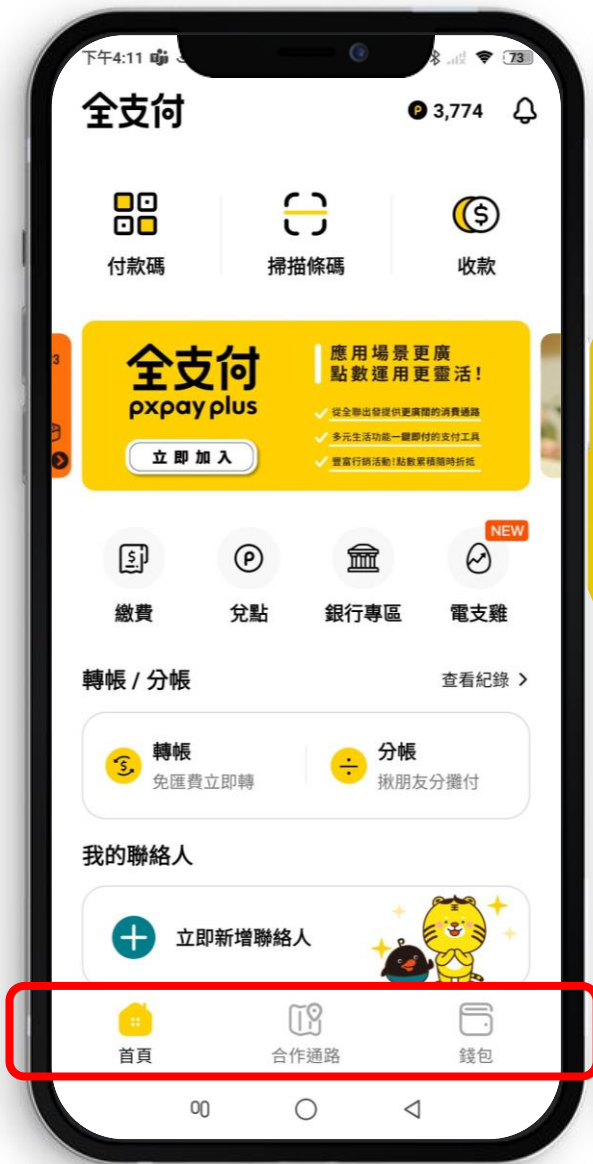 下午4:11
73
全支付
P 3,774
付款碼
掃描條碼
收款
3
全支付
pxpay plus
立即加入
應用場景更廣
點數運用更靈活!
從全聯出發提供更廣闊的消費通路
多元生活功能一鍵即付的支付工具
豐富行銷活動!點數累積隨時折抵
NEW
繳費
兌點
銀行專區
電支雞
轉帳 / 分帳
查看紀錄
轉帳
免匯費立即轉
分帳
揪朋友分攤付
我的聯絡人
立即新增聯絡人
首頁
合作通路
錢包